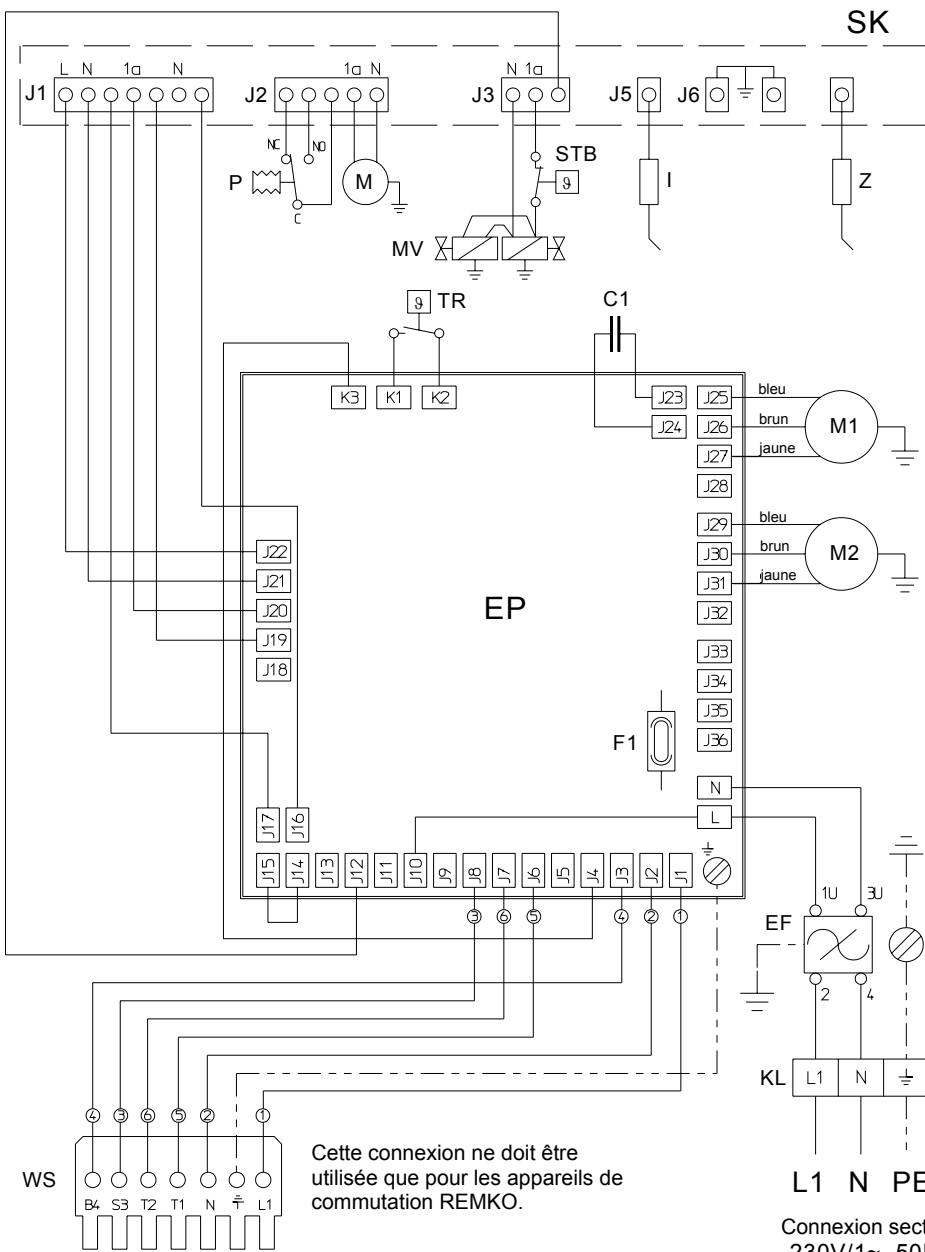 SK
L N 1a N
J1
1a N
J2
N 1a
J3
J5
J6
NC NO
P
C
M
STB
ϑ
I
Z
MV
ϑ TR
C1
K3 K1 K2
J23
J24
J25
J26
J27
J28
J29
J30
J31
J32
J33
J34
J35
J36
bleu
brun
jaune
M1
bleu
brun
jaune
M2
J22
J21
J20
J19
J18
EP
F1
N
L
J17 J16
J15 J14 J13 J12 J11 J10 J9 J8 J7 J6 J5 J4 J3 J2 J1
3 6 5 4 2 1
1U 3U
EF
2 4
KL L1 N
4 3 6 5 2 1
WS
B4 S3 T2 T1 N L1
Cette connexion ne doit être
utilisée que pour les appareils de
commutation REMKO.
L1 N PE
Connexion sect
230V/1~